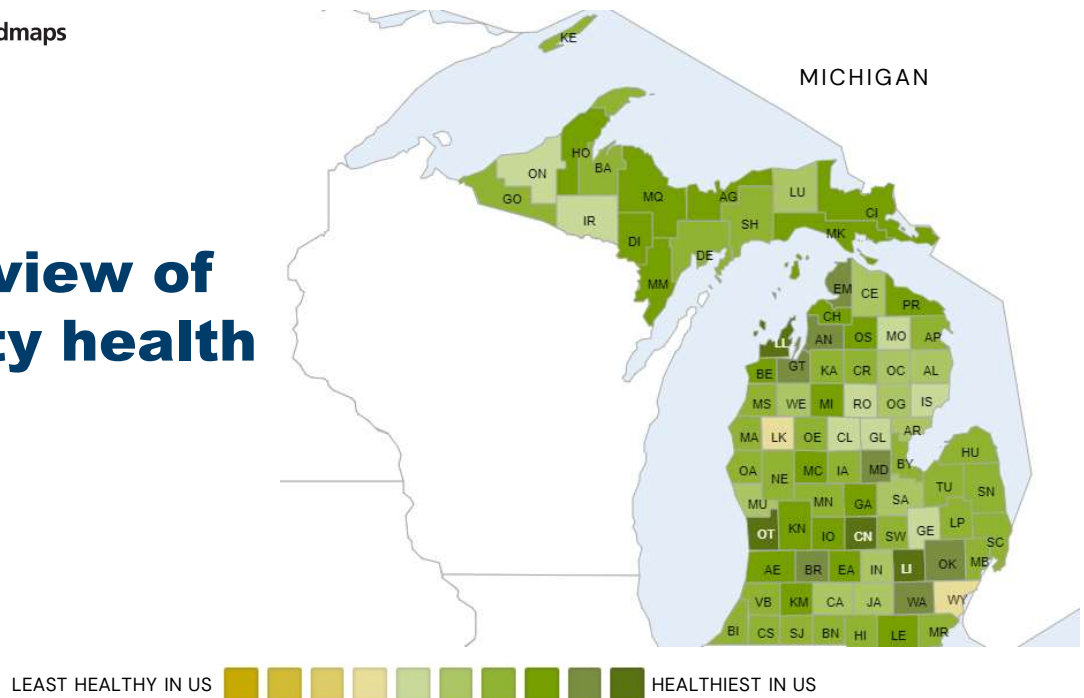 dmaps
MICHIGAN
view of
ty health
KE
HO
BA
ON
GO
IR
MQ
AG
LU
CI
SH
MK
DI
DE
MM
EM
CE
PR
CH
LL
AN
OS
MO
AP
BE
GT
KA
CR
OC
AL
MS
WE
MI
RO
OG
IS
MA
LK
OE
CL
GL
AR
OA
NE
MC
IA
MD
BY
HU
MU
MN
GA
SA
TU
SN
OT
KN
IO
CN
SW
GE
LP
SC
AE
BR
EA
IN
LI
OK
MB
VB
KM
CA
JA
WA
WY
BI
CS
SJ
BN
HI
LE
MR
LEAST HEALTHY IN US
HEALTHIEST IN US